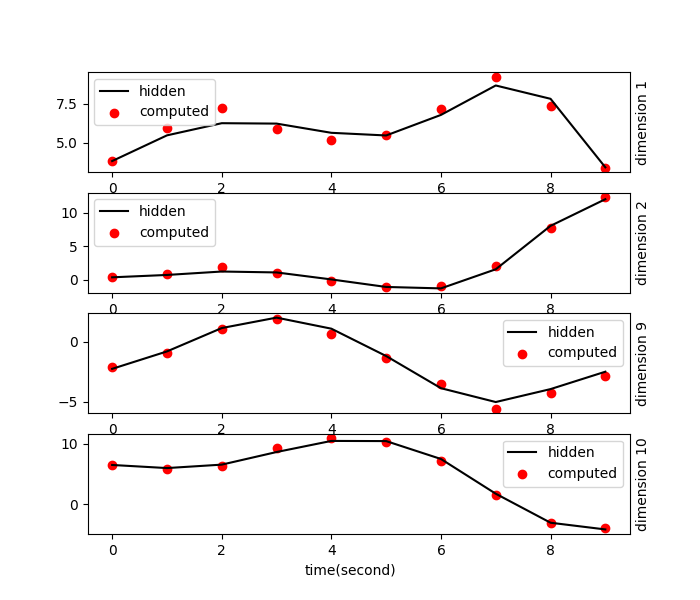 hidden
computed
7.5
5.0
0 2 4 6 8
dimension 1
hidden
computed
10
5
0
0 2 4 6 8
dimension 2
hidden
computed
0
−5
0 2 4 6 8
dimension 9
hidden
computed
10
0
0 2 4 6 8
dimension 10
time(second)